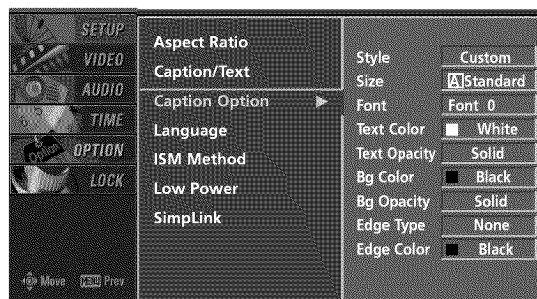 SETUP
VIDEO
AUDIO
TIME
Option
OPTION
LOCK
Move
MENU Prev
Aspect Ratio
Caption/Text
Caption Option
Language
ISM Method
Low Power
SimpLink
Style Custom
Size A Standard
Font Font 0
Text Color White
Text Opacity Solid
Bg Color Black
Bg Opacity Solid
Edge Type None
Edge Color Black